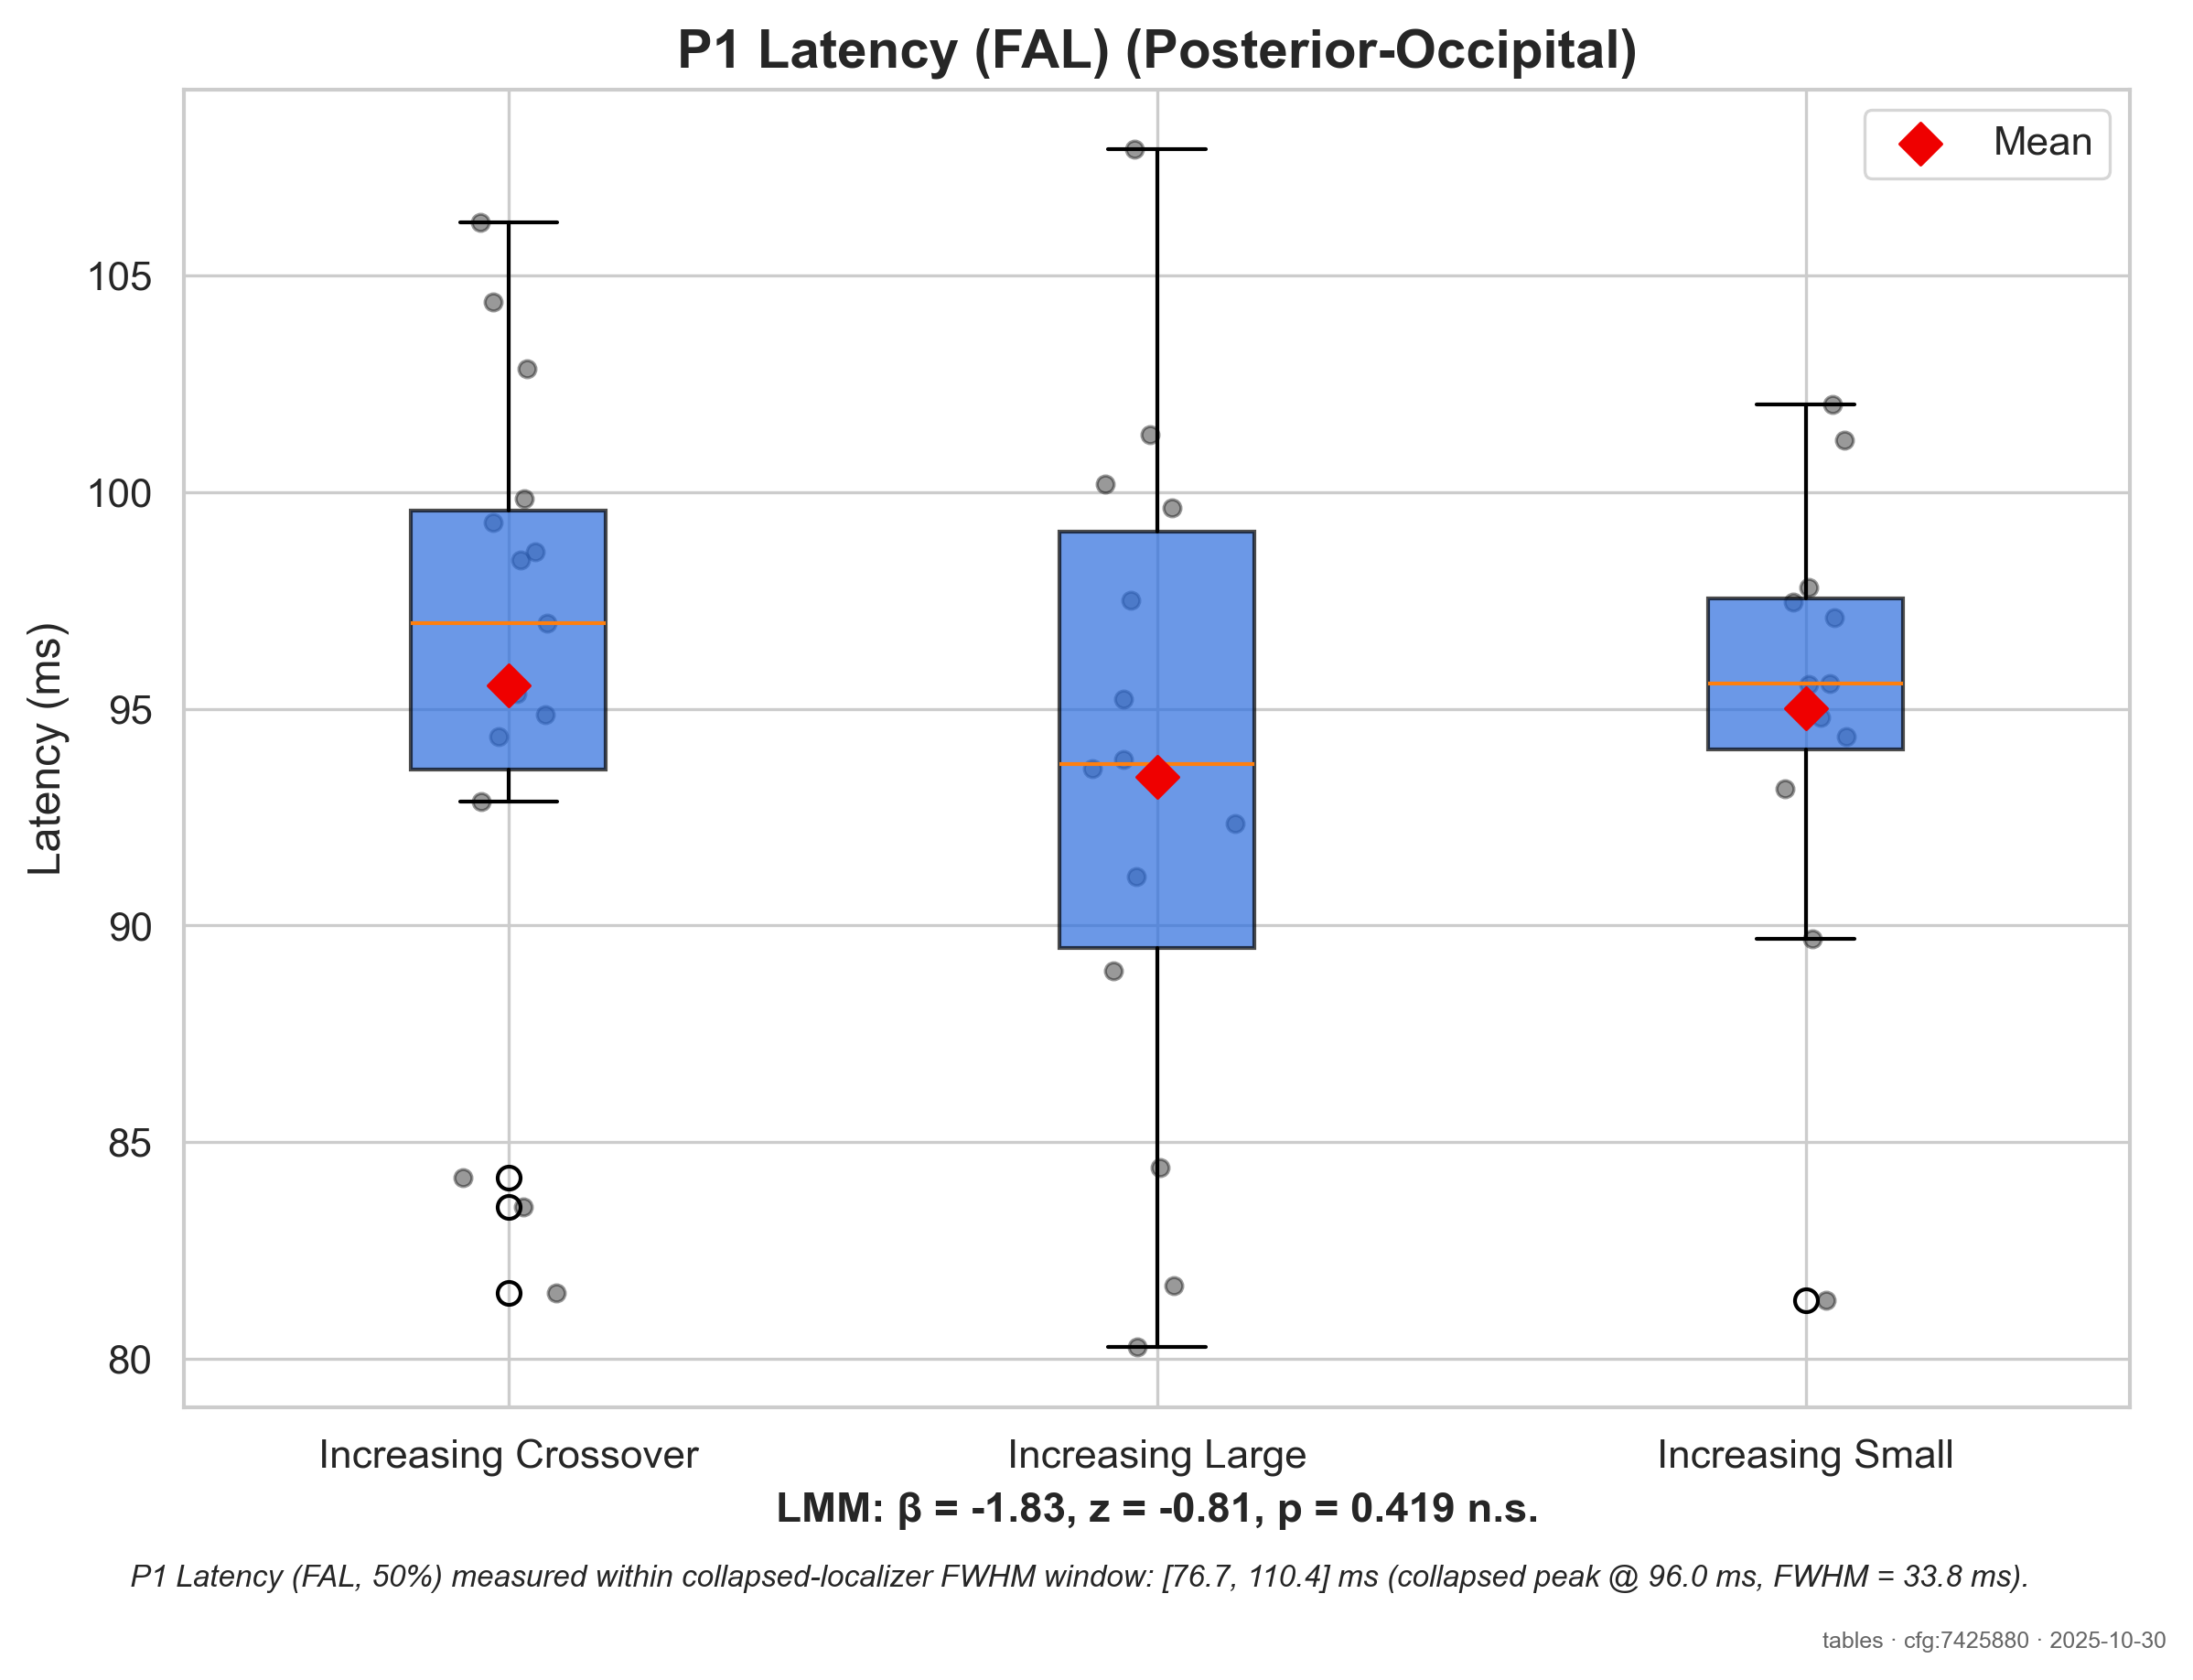 P1 Latency (FAL) (Posterior-Occipital)
Mean
Latency (ms)
105
100
95
90
85
80
Increasing Crossover
Increasing Large
Increasing Small
LMM: β = -1.83, z = -0.81, p = 0.419 n.s.
P1 Latency (FAL, 50%) measured within collapsed-localizer FWHM window: [76.7, 110.4] ms (collapsed peak @ 96.0 ms, FWHM = 33.8 ms).
tables · cfg:7425880 · 2025-10-30